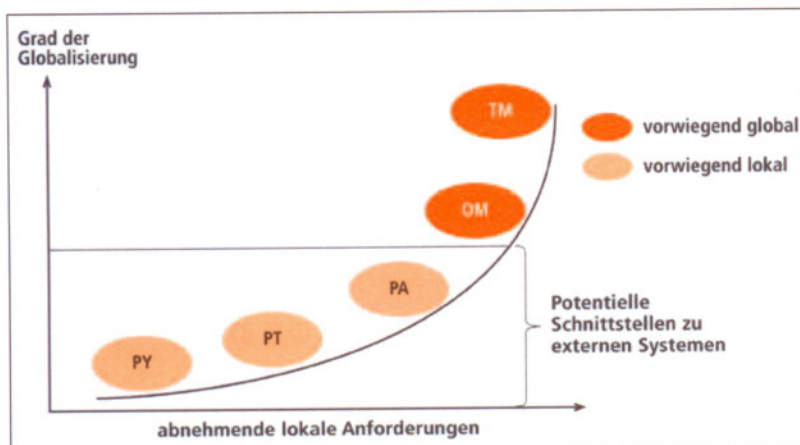 Grad der
Globalisierung
TM
vorwiegend global
vorwiegend lokal
OM
PA
Potentielle
Schnittstellen zu
externen Systemen
PT
PY
abnehmende lokale Anforderungen